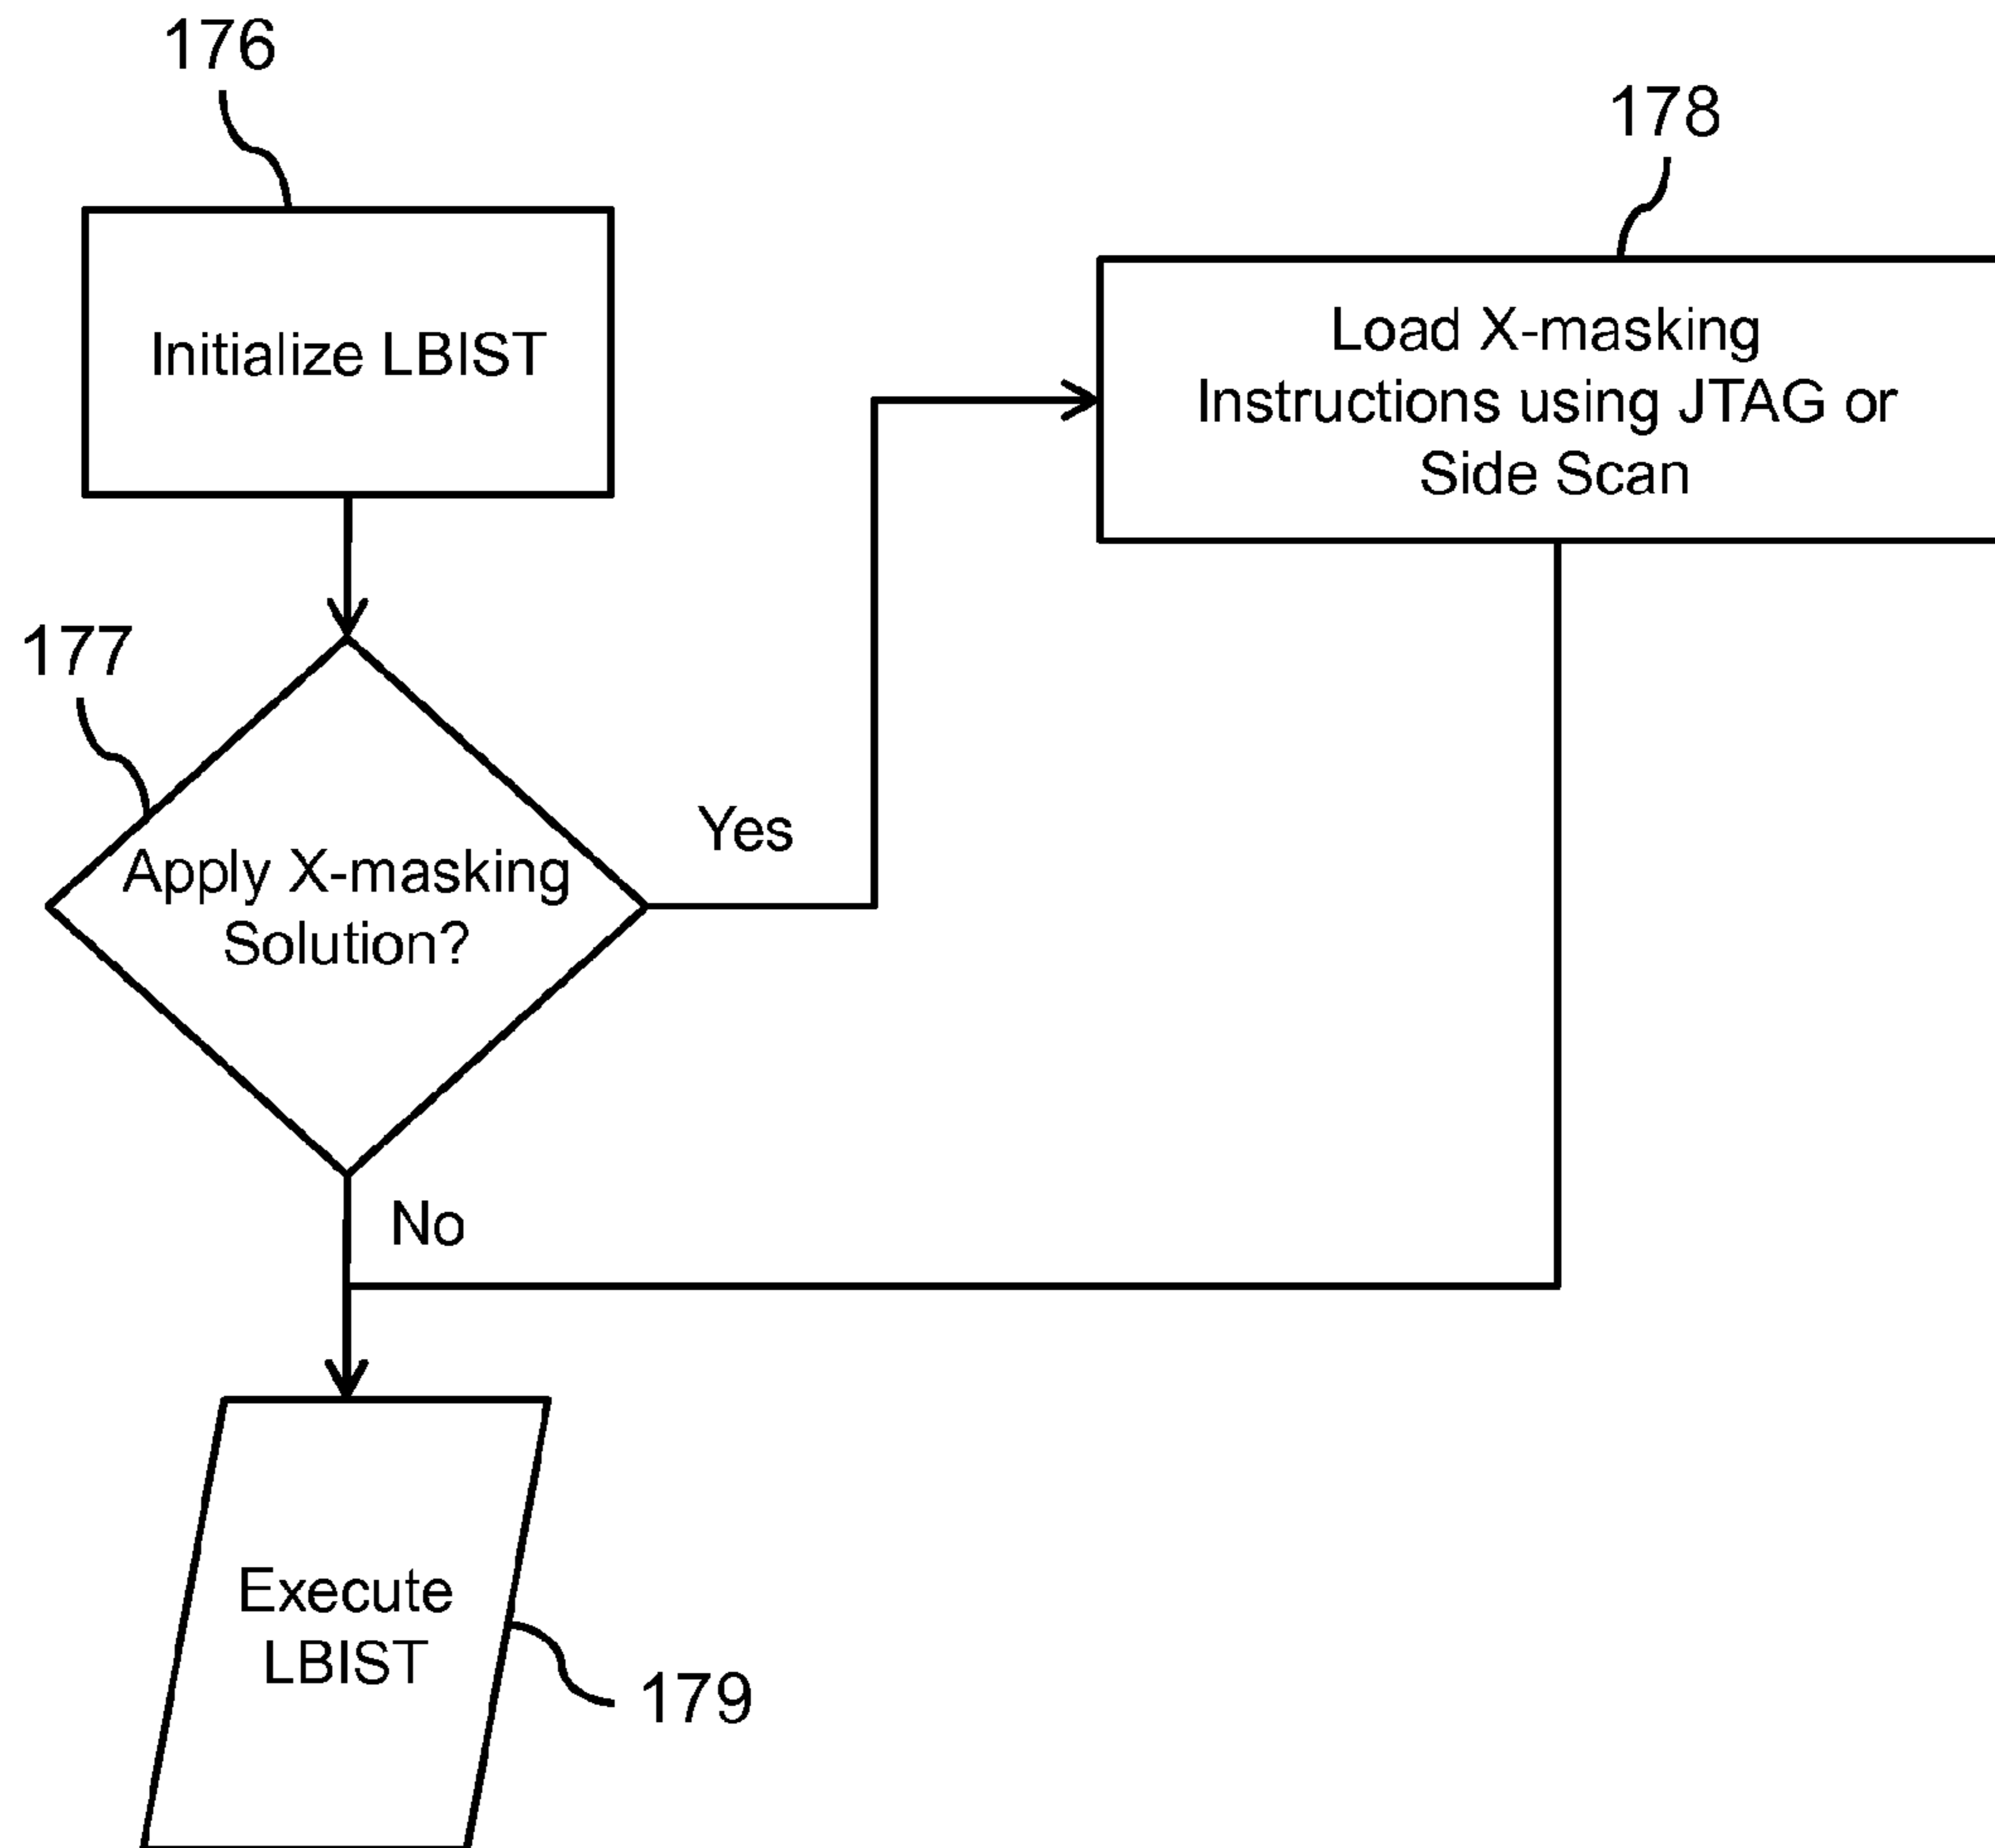 176
178
Initialize LBIST
Load X-masking
Instructions using JTAG or
Side Scan
177
Yes
Apply X-masking
Solution?
No
Execute
LBIST
179